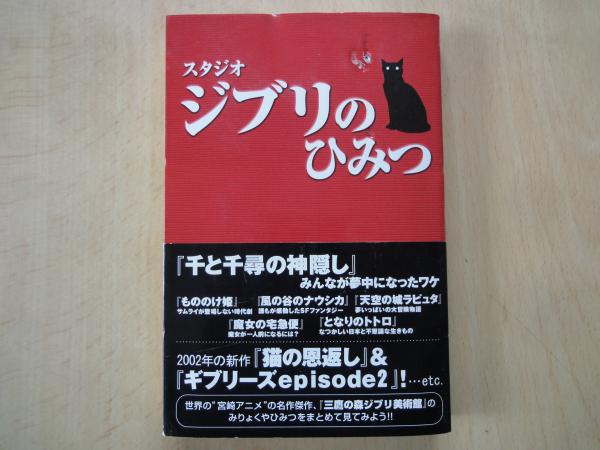 スタジオ
ジブリの
ひみつ
『千と千尋の神隠し』
みんなが夢中になったワケ
『もののけ姫』 『風の谷のナウシカ』 『天空の城ラピュタ』
サムライが登場しない時代劇 誰もが感動したSFファンタジー 夢いっぱいの大冒険物語
『魔女の宅急便』 『となりのトトロ』
魔女が一人前になるには? なつかしい日本と不思議な生きもの
2002年の新作『猫の恩返し』&
『ギブリーズepisode2』!…etc.
世界の"宮崎アニメ"の名作傑作、『三鷹の森ジブリ美術館』の
みりょくやひみつをまとめて見てみよう!!